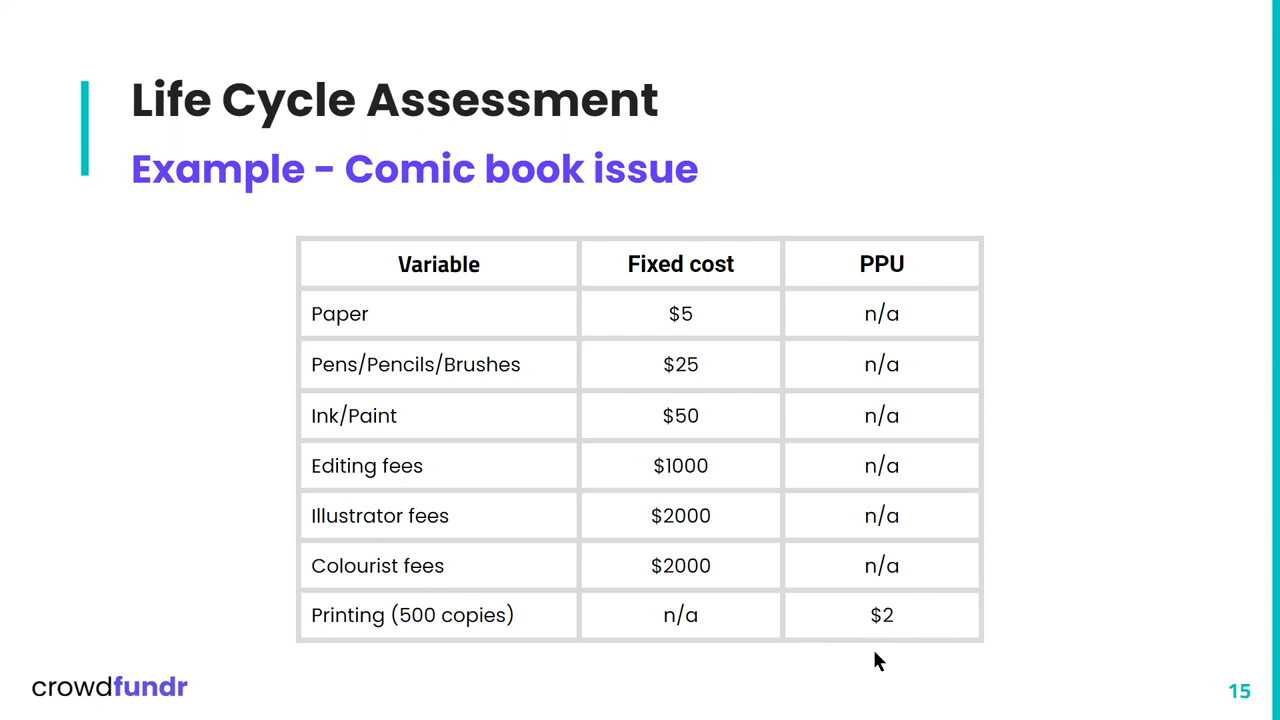 Life Cycle Assessment
Example - Comic book issue
Variable Fixed cost PPU
Paper $5 n/a
Pens/Pencils/Brushes $25 n/a
Ink/Paint $50 n/a
Editing fees $1000 n/a
Illustrator fees $2000 n/a
Colourist fees $2000 n/a
Printing (500 copies) n/a $2
crowdfundr
15